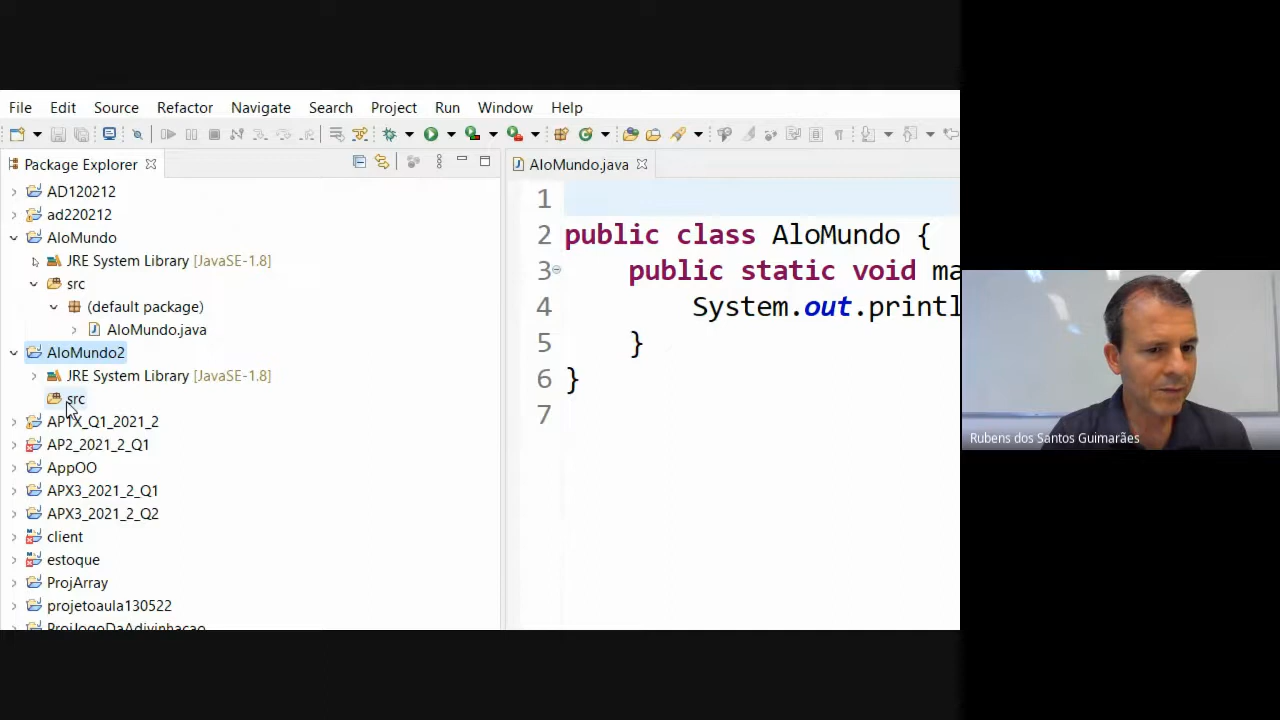 File Edit Source Refactor Navigate Search Project Run Window Help
Package Explorer
AD120212
ad220212
AloMundo
JRE System Library [JavaSE-1.8]
src
(default package)
AloMundo.java
AloMundo2
JRE System Library [JavaSE-1.8]
src
AP1X_Q1_2021_2
AP2_2021_2_Q1
AppOO
APX3_2021_2_Q1
APX3_2021_2_Q2
client
estoque
ProjArray
projetoaula130522
ProjJogoDaAdivinhacao
AloMundo.java
1
2 public class AloMundo {
3 public static void ma
4 System.out.printl
5 }
6 }
7
Rubens dos Santos Guimarães